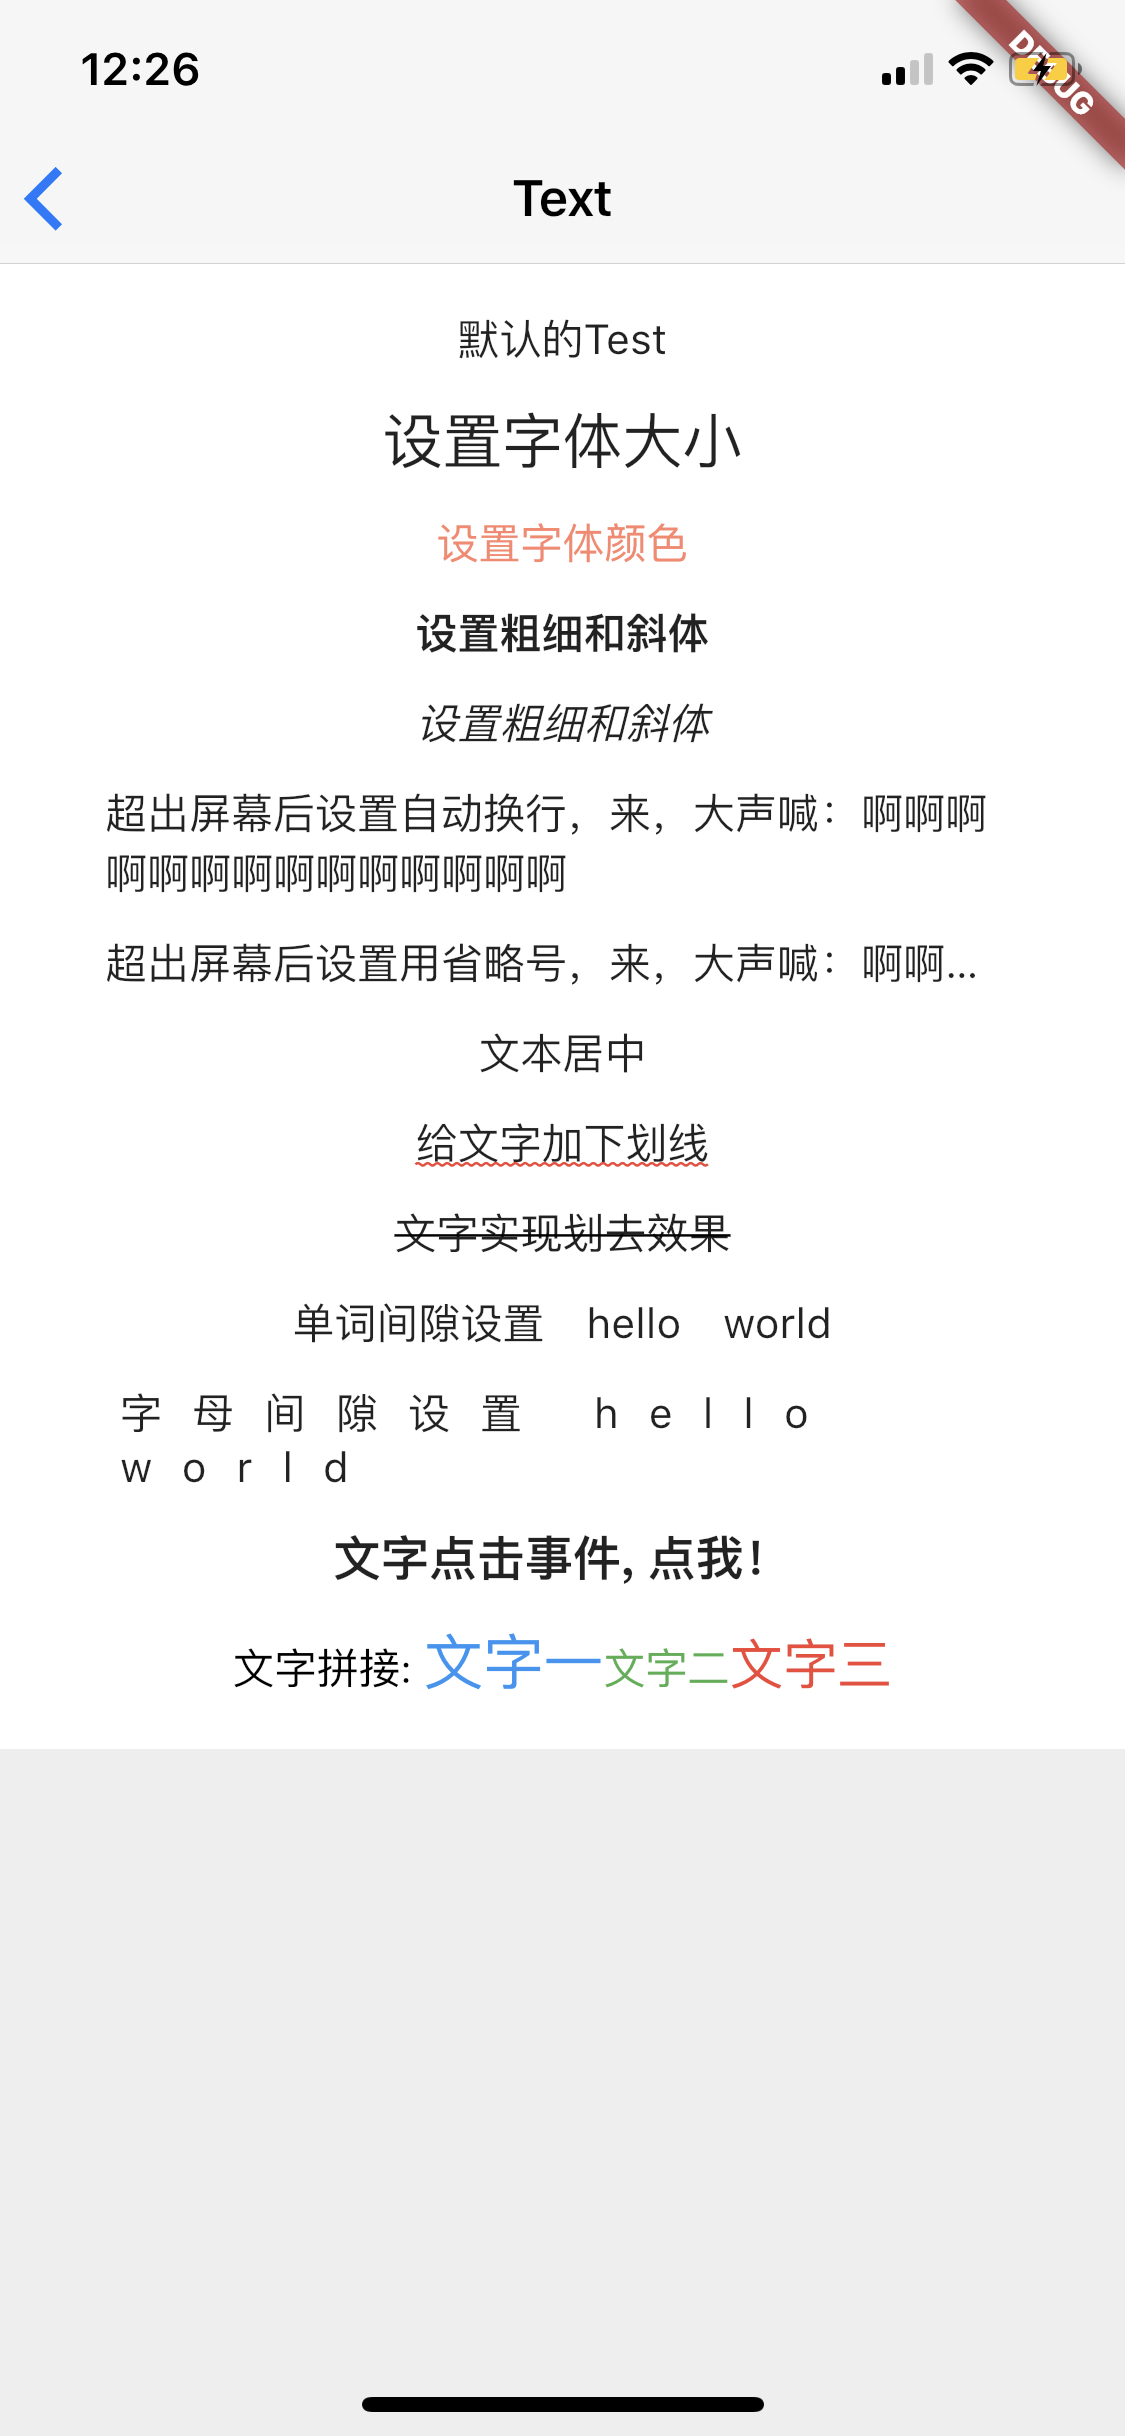 12:26
DEBUG
Text
默认的Test
设置字体大小
设置字体颜色
设置粗细和斜体
设置粗细和斜体
超出屏幕后设置自动换行，来，大声喊：啊啊啊
啊啊啊啊啊啊啊啊啊啊啊
超出屏幕后设置用省略号，来，大声喊：啊啊...
文本居中
给文字加下划线
文字实现划去效果
单词间隙设置 hello world
字母间隙设置 hello
world
文字点击事件，点我！
文字拼接: 文字一文字二文字三